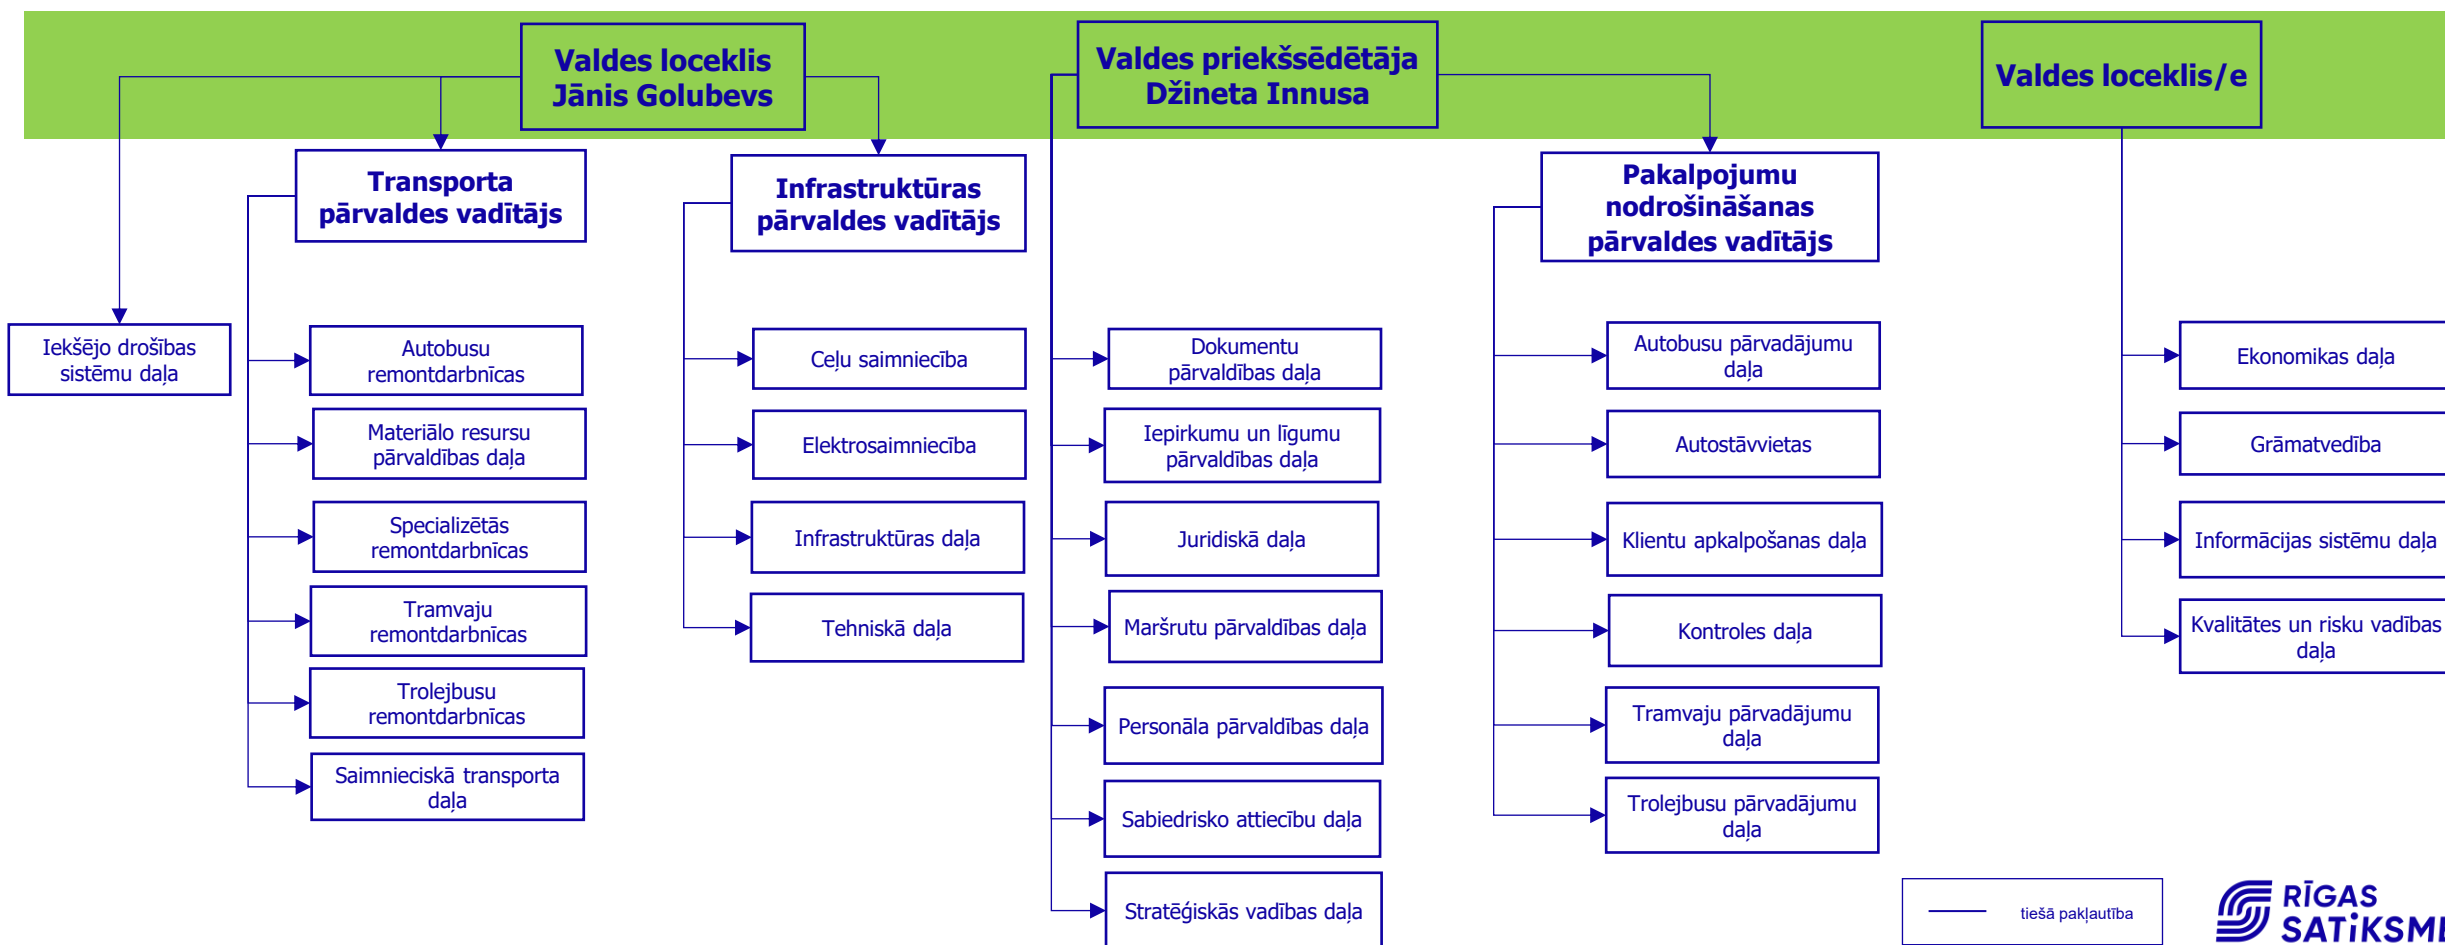 Valdes loceklis
Jānis Golubevs
Valdes priekšsēdētāja
Džineta Innusa
Valdes loceklis/e
Transporta
pārvaldes vadītājs
Infrastruktūras
pārvaldes vadītājs
Pakalpojumu
nodrošināšanas
pārvaldes vadītājs
Iekšējo drošības
sistēmu daļa
Autobusu
remontdarbnīcas
Materiālo resursu
pārvaldības daļa
Specializētās
remontdarbnīcas
Tramvaju
remontdarbnīcas
Trolejbusu
remontdarbnīcas
Saimnieciskā transporta
daļa
Ceļu saimniecība
Elektrosaimniecība
Infrastruktūras daļa
Tehniskā daļa
Dokumentu
pārvaldības daļa
Iepirkumu un līgumu
pārvaldības daļa
Juridiskā daļa
Maršrutu pārvaldības daļa
Personāla pārvaldības daļa
Sabiedrisko attiecību daļa
Stratēģiskās vadības daļa
Autobusu pārvadājumu
daļa
Autostāvvietas
Klientu apkalpošanas daļa
Kontroles daļa
Tramvaju pārvadājumu
daļa
Trolejbusu pārvadājumu
daļa
Ekonomikas daļa
Grāmatvedība
Informācijas sistēmu daļa
Kvalitātes un risku vadības
daļa
tiešā pakļautība
RĪGAS
SATiKSME